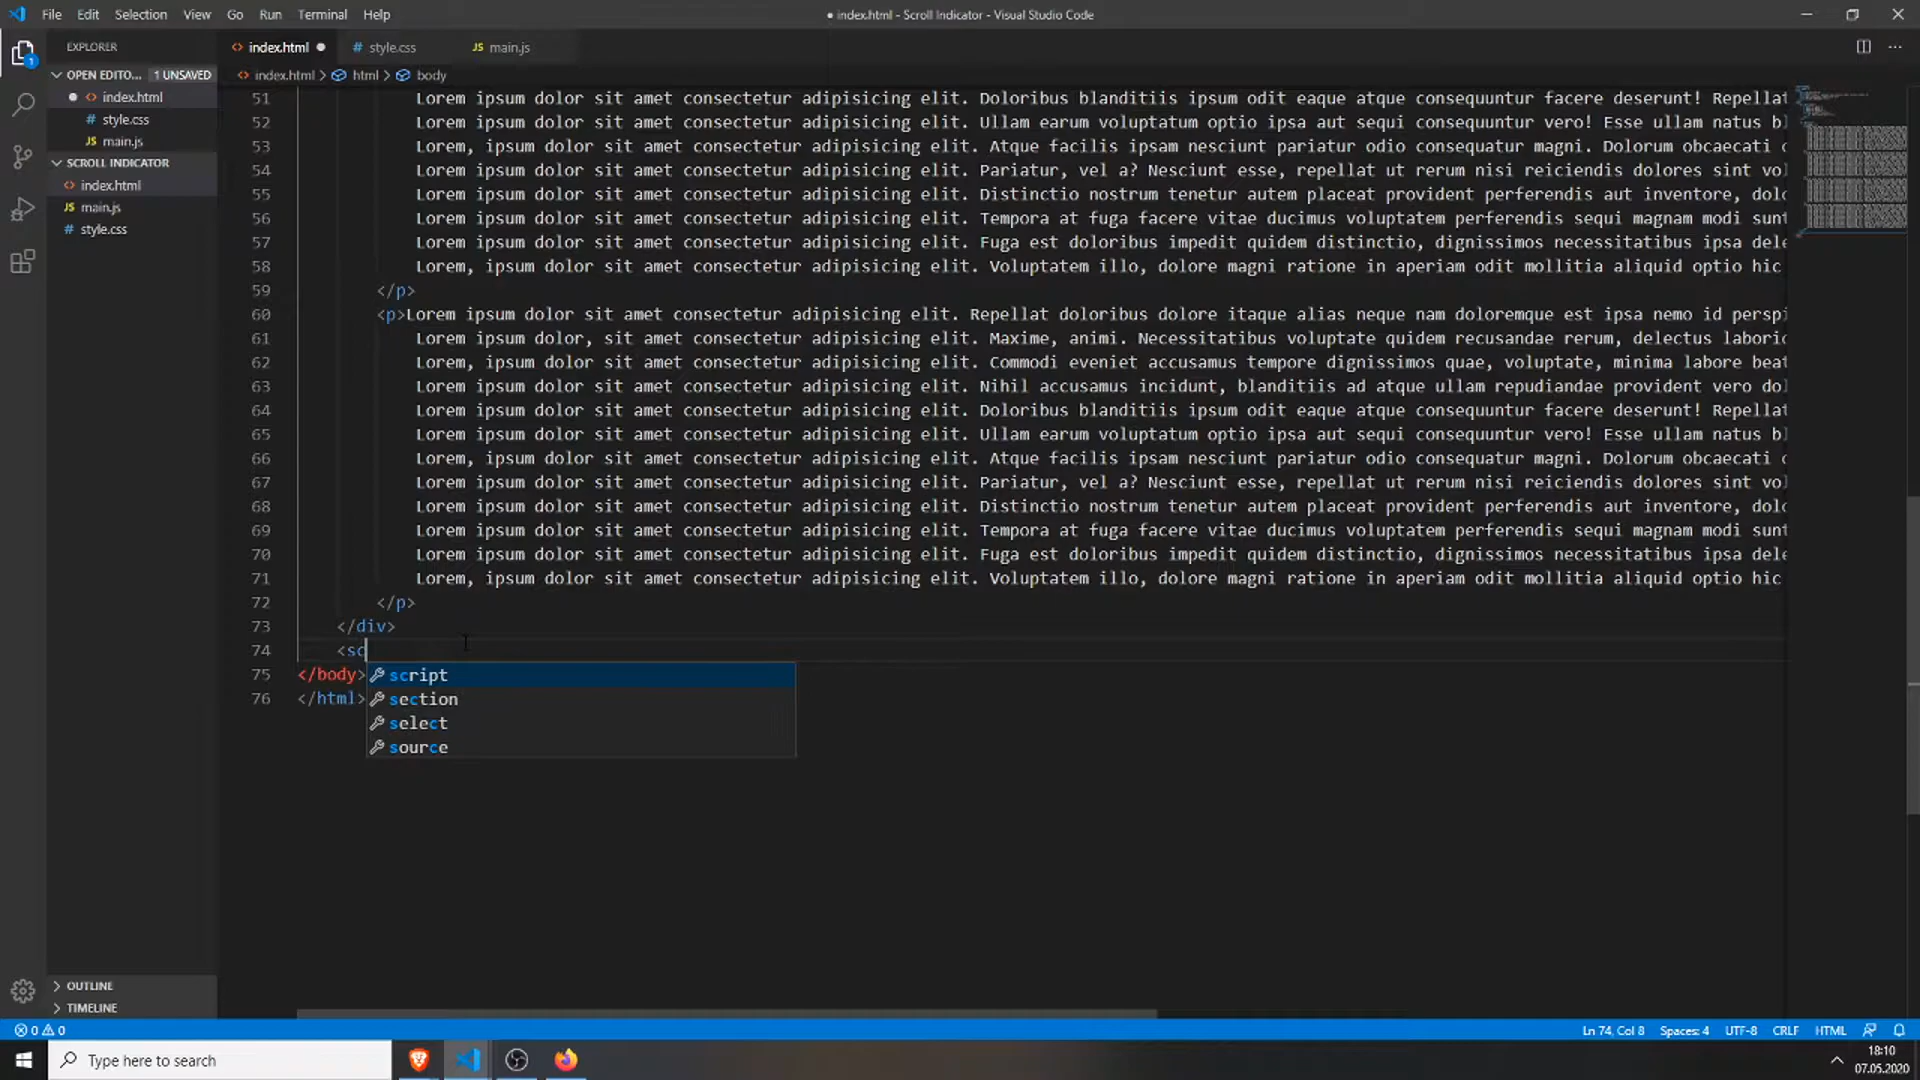 File Edit Selection View Go Run Terminal Help
● index.html - Scroll Indicator - Visual Studio Code
EXPLORER
OPEN EDITO... 1 UNSAVED
index.html
style.css
main.js
SCROLL INDICATOR
index.html
main.js
style.css
OUTLINE
TIMELINE
index.html ● # style.css JS main.js
index.html > html > body
51 Lorem ipsum dolor sit amet consectetur adipisicing elit. Doloribus blanditiis ipsum odit eaque atque consequuntur facere deserunt! Repellat
52 Lorem ipsum dolor sit amet consectetur adipisicing elit. Ullam earum voluptatum optio ipsa aut sequi consequuntur vero! Esse ullam natus
53 Lorem, ipsum dolor sit amet consectetur adipisicing elit. Atque facilis ipsam nesciunt pariatur odio consequatur magni. Dolorum obcaecati
54 Lorem ipsum dolor sit amet consectetur adipisicing elit. Pariatur, vel a? Nesciunt esse, repellat ut rerum nisi reiciendis dolores sint vo
55 Lorem ipsum dolor sit amet consectetur adipisicing elit. Distinctio nostrum tenetur autem placeat provident perferendis aut inventore, dolo
56 Lorem ipsum dolor sit amet consectetur adipisicing elit. Tempora at fuga facere vitae ducimus voluptatem perferendis sequi magnam modi sunt
57 Lorem ipsum dolor sit amet consectetur adipisicing elit. Fuga est doloribus impedit quidem distinctio, dignissimos necessitatibus ipsa dele
58 Lorem, ipsum dolor sit amet consectetur adipisicing elit. Voluptatem illo, dolore magni ratione in aperiam odit mollitia aliquid optio hic
59 </p>
60 <p>Lorem ipsum dolor sit amet consectetur adipisicing elit. Repellat doloribus dolore itaque alias neque nam doloremque est ipsa nemo id perspi
61 Lorem ipsum dolor, sit amet consectetur adipisicing elit. Maxime, animi. Necessitatibus voluptate quidem recusandae rerum, delectus laborio
62 Lorem, ipsum dolor sit amet consectetur adipisicing elit. Commodi eveniet accusamus tempore dignissimos quae, voluptate, minima labore beat
63 Lorem ipsum dolor sit amet consectetur adipisicing elit. Nihil accusamus incidunt, blanditiis ad atque ullam repudiandae provident vero dol
64 Lorem ipsum dolor sit amet consectetur adipisicing elit. Doloribus blanditiis ipsum odit eaque atque consequuntur facere deserunt! Repellat
65 Lorem ipsum dolor sit amet consectetur adipisicing elit. Ullam earum voluptatum optio ipsa aut sequi consequuntur vero! Esse ullam natus
66 Lorem, ipsum dolor sit amet consectetur adipisicing elit. Atque facilis ipsam nesciunt pariatur odio consequatur magni. Dolorum obcaecati
67 Lorem ipsum dolor sit amet consectetur adipisicing elit. Pariatur, vel a? Nesciunt esse, repellat ut rerum nisi reiciendis dolores sint vo
68 Lorem ipsum dolor sit amet consectetur adipisicing elit. Distinctio nostrum tenetur autem placeat provident perferendis aut inventore, dolo
69 Lorem ipsum dolor sit amet consectetur adipisicing elit. Tempora at fuga facere vitae ducimus voluptatem perferendis sequi magnam modi sunt
70 Lorem ipsum dolor sit amet consectetur adipisicing elit. Fuga est doloribus impedit quidem distinctio, dignissimos necessitatibus ipsa dele
71 Lorem, ipsum dolor sit amet consectetur adipisicing elit. Voluptatem illo, dolore magni ratione in aperiam odit mollitia aliquid optio hic
72 </p>
73 </div>
74 <sc
75 </body>
76 </html>
script
section
select
source
0 0 Ln 74, Col 8 Spaces: 4 UTF-8 CRLF HTML
Type here to search
18:10
07.05.2020